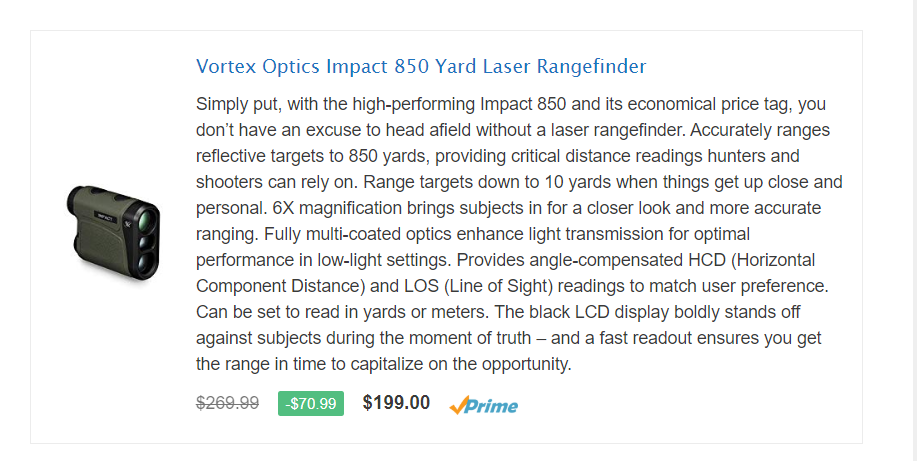 Vortex Optics Impact 850 Yard Laser Rangefinder
Simply put, with the high-performing Impact 850 and its economical price tag, you
don’t have an excuse to head afield without a laser rangefinder. Accurately ranges
reflective targets to 850 yards, providing critical distance readings hunters and
shooters can rely on. Range targets down to 10 yards when things get up close and
personal. 6X magnification brings subjects in for a closer look and more accurate
ranging. Fully multi-coated optics enhance light transmission for optimal
performance in low-light settings. Provides angle-compensated HCD (Horizontal
Component Distance) and LOS (Line of Sight) readings to match user preference.
Can be set to read in yards or meters. The black LCD display boldly stands off
against subjects during the moment of truth – and a fast readout ensures you get
the range in time to capitalize on the opportunity.
IMPACT
$269.99 -$70.99 $199.00 Prime